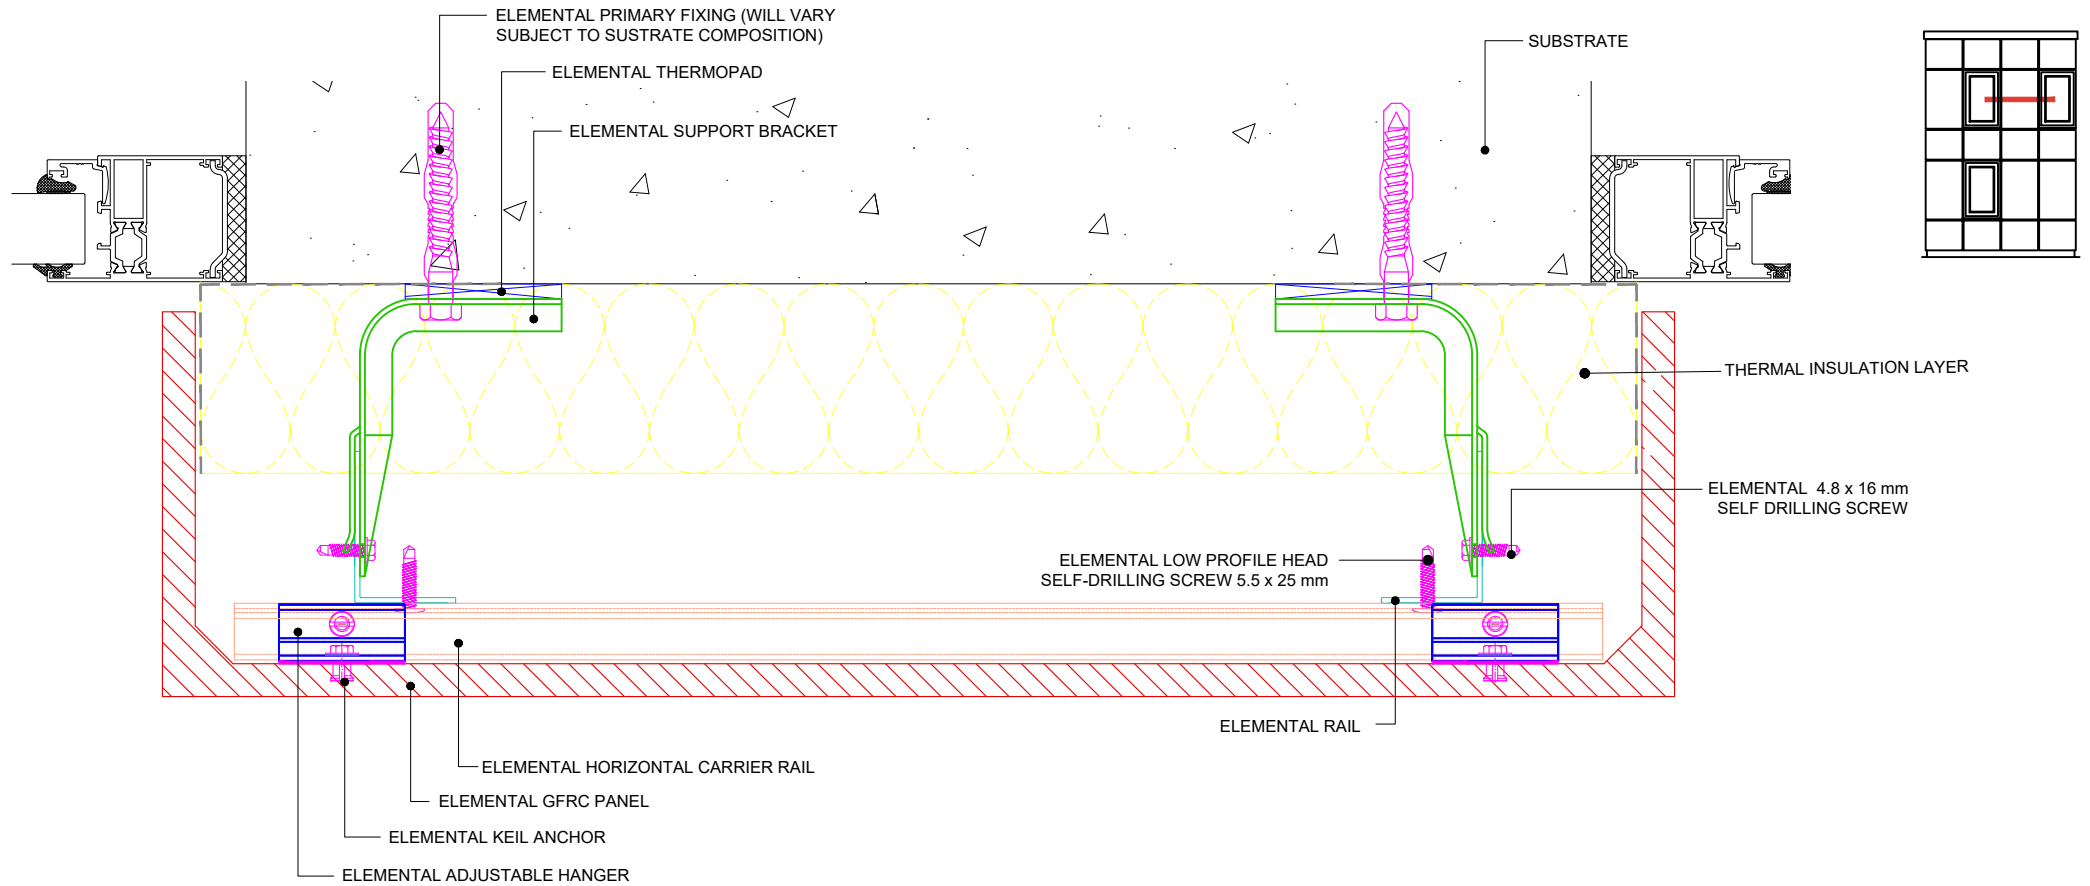 ELEMENTAL PRIMARY FIXING (WILL VARY
SUBJECT TO SUSTRATE COMPOSITION)
SUBSTRATE
ELEMENTAL THERMOPAD
ELEMENTAL SUPPORT BRACKET
THERMAL INSULATION LAYER
ELEMENTAL 4.8 x 16 mm
SELF DRILLING SCREW
ELEMENTAL LOW PROFILE HEAD
SELF-DRILLING SCREW 5.5 x 25 mm
ELEMENTAL RAIL
ELEMENTAL HORIZONTAL CARRIER RAIL
ELEMENTAL GFRC PANEL
ELEMENTAL KEIL ANCHOR
ELEMENTAL ADJUSTABLE HANGER